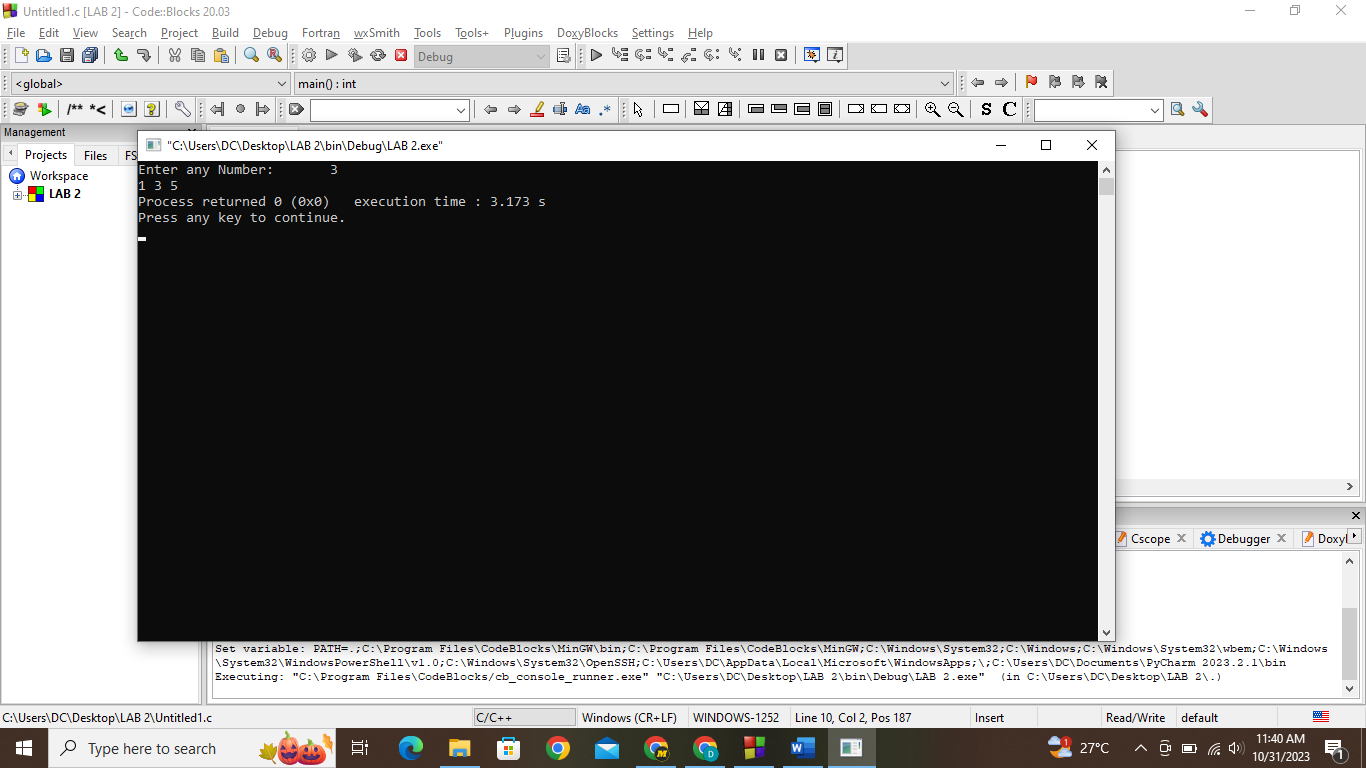 Untitled1.c [LAB 2] - Code::Blocks 20.03
File Edit View Search Project Build Debug Fortran wxSmith Tools Tools+ Plugins DoxyBlocks Settings Help
Debug
<global> main() : int
/** *< Aa .* S C
Management
Projects Files FS
Workspace
LAB 2
"C:\Users\DC\Desktop\LAB 2\bin\Debug\LAB 2.exe"
Enter any Number: 3
1 3 5
Process returned 0 (0x0) execution time : 3.173 s
Press any key to continue.
Cscope Debugger Doxyl
Set variable: PATH=.;C:\Program Files\CodeBlocks\MinGW\bin;C:\Program Files\CodeBlocks\MinGW;C:\Windows\System32;C:\Windows;C:\Windows\System32\wbem;C:\Windows
\System32\WindowsPowerShell\v1.0;C:\Windows\System32\OpenSSH;C:\Users\DC\AppData\Local\Microsoft\WindowsApps;\;C:\Users\DC\Documents\PyCharm 2023.2.1\bin
Executing: "C:\Program Files\CodeBlocks/cb_console_runner.exe" "C:\Users\DC\Desktop\LAB 2\bin\Debug\LAB 2.exe" (in C:\Users\DC\Desktop\LAB 2\.)
C:\Users\DC\Desktop\LAB 2\Untitled1.c C/C++ Windows (CR+LF) WINDOWS-1252 Line 10, Col 2, Pos 187 Insert Read/Write default
Type here to search 1 27°C 11:40 AM
10/31/2023 1